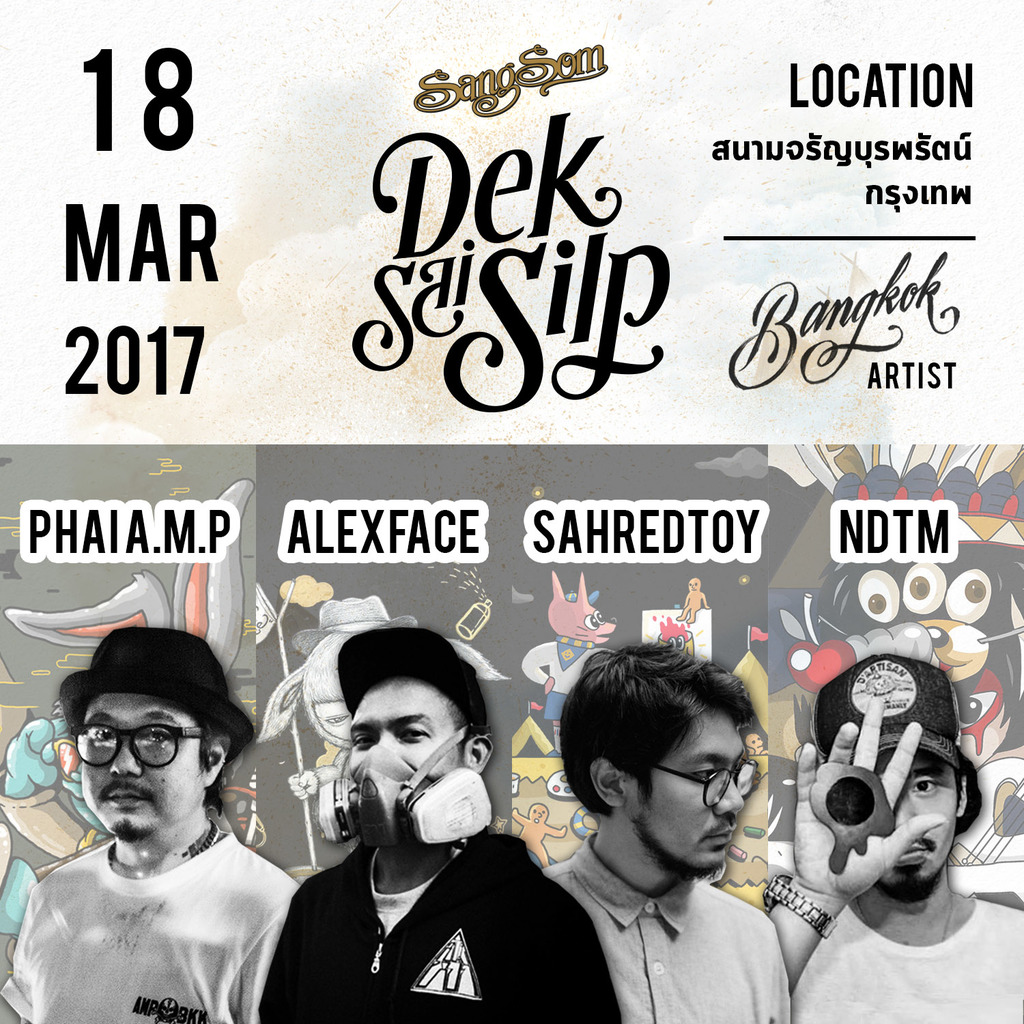 18
MAR
2017
SangSom
Dek
Sai Silp
LOCATION
สนามจรัญบุรพรัตน์
กรุงเทพ
Bangkok
ARTIST
PHAI A.M.P
ALEXFACE
SAHREDTOY
NDTM